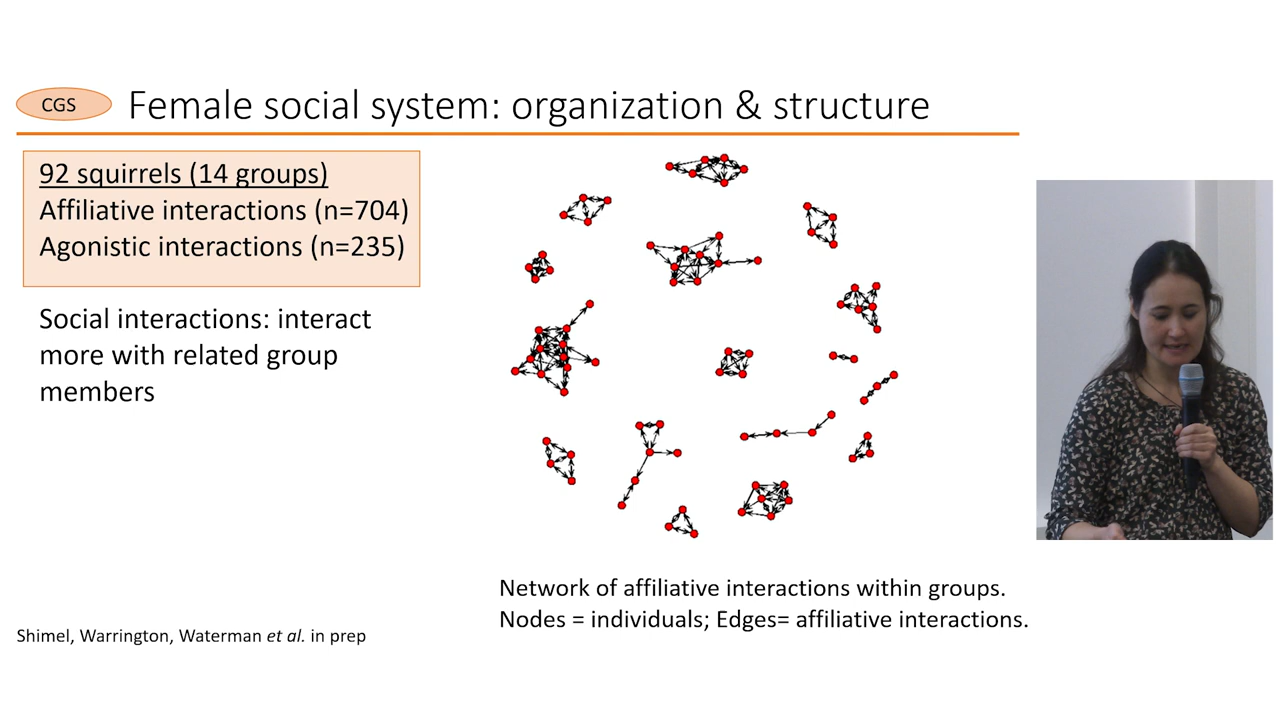 CGS
Female social system: organization & structure
92 squirrels (14 groups)
Affiliative interactions (n=704)
Agonistic interactions (n=235)
Social interactions: interact
more with related group
members
Network of affiliative interactions within groups.
Nodes = individuals; Edges= affiliative interactions.
Shimel, Warrington, Waterman et al. in prep